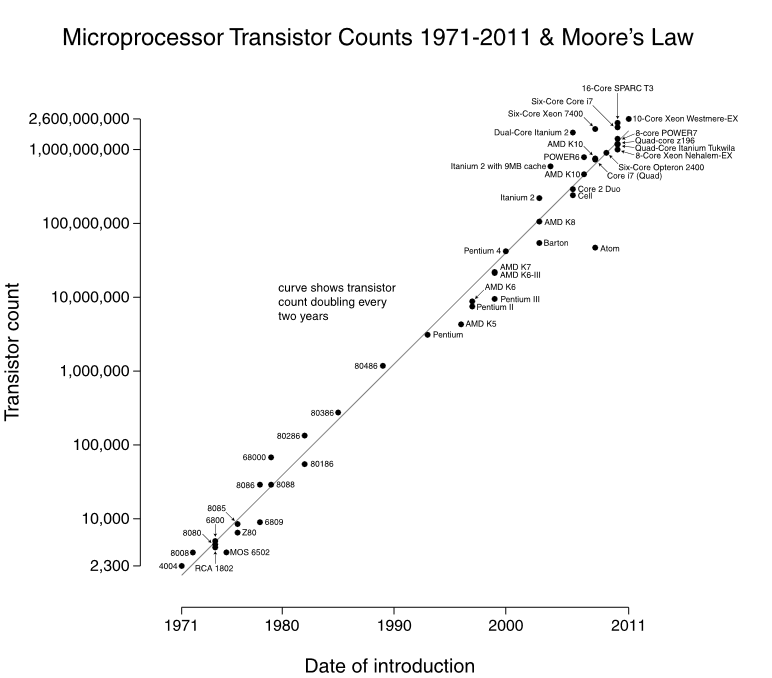 Microprocessor Transistor Counts 1971-2011 & Moore's Law
Transistor count
2,600,000,000
1,000,000,000
100,000,000
10,000,000
1,000,000
100,000
10,000
2,300
curve shows transistor
count doubling every
two years
16-Core SPARC T3
Six-Core Core i7
Six-Core Xeon 7400
10-Core Xeon Westmere-EX
Dual-Core Itanium 2
8-core POWER7
Quad-core z196
Quad-Core Itanium Tukwila
8-Core Xeon Nehalem-EX
AMD K10
POWER6
Itanium 2 with 9MB cache
Six-Core Opteron 2400
AMD K10
Core i7 (Quad)
Core 2 Duo
Cell
Itanium 2
AMD K8
Barton
Atom
Pentium 4
AMD K7
AMD K6-III
AMD K6
Pentium III
Pentium II
AMD K5
Pentium
80486
80386
80286
80186
68000
8086
8088
8085
6800
6809
8080
Z80
8008
MOS 6502
4004
RCA 1802
1971
1980
1990
2000
2011
Date of introduction